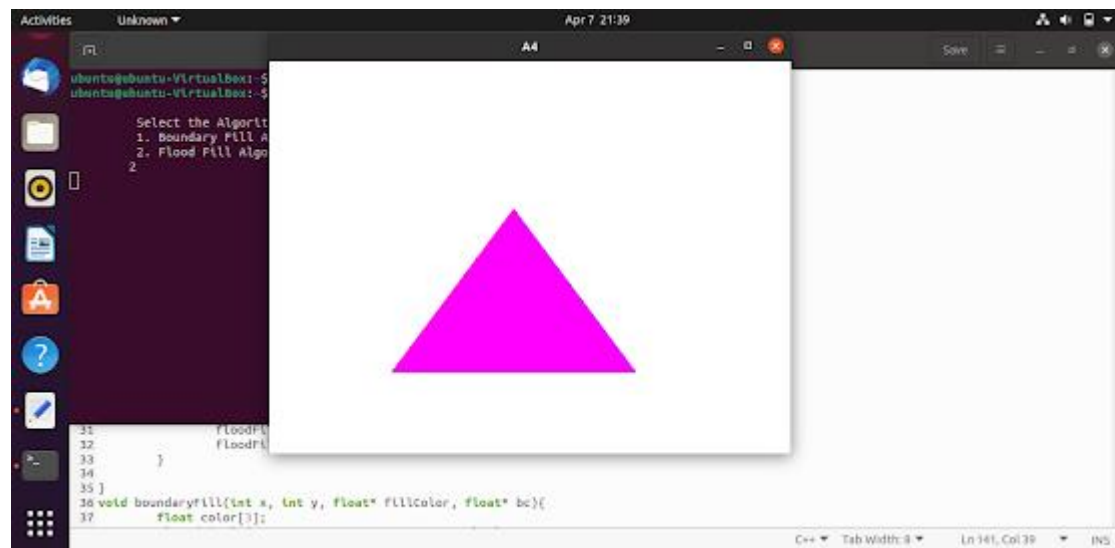 Activities Unknown Apr 7 21:39
A4
Save
ubuntu@ubuntu-VirtualBox:~$
ubuntu@ubuntu-VirtualBox:~$
Select the Algorit
1. Boundary Fill A
2. Flood Fill Algo
2
31 floodFi
32 floodFi
33 }
34
35 }
36 void boundaryFill(int x, int y, float* fillColor, float* bc){
37 float color[3];
C++ Tab Width: 8 Ln 141, Col 39 INS